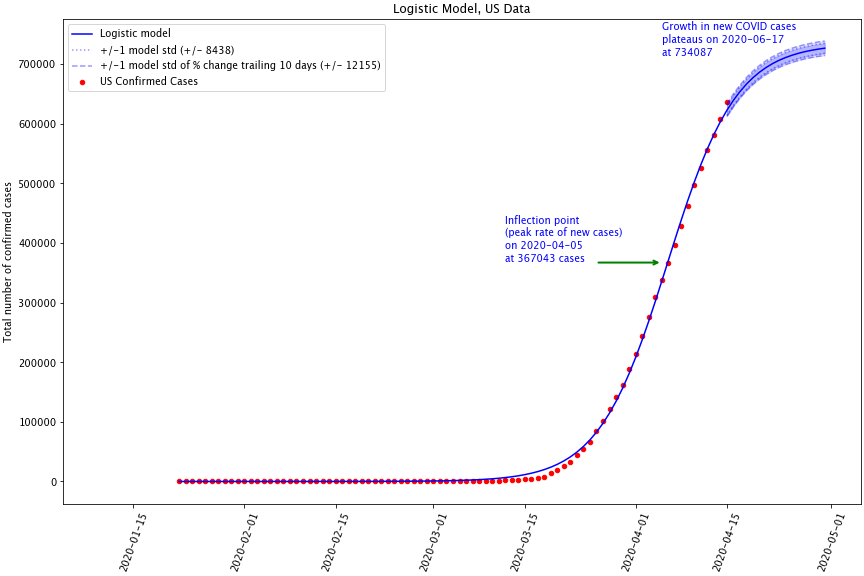 Logistic Model, US Data
Logistic model
+/-1 model std (+/- 8438)
+/-1 model std of % change trailing 10 days (+/- 12155)
US Confirmed Cases
Growth in new COVID cases
plateaus on 2020-06-17
at 734087
Inflection point
(peak rate of new cases)
on 2020-04-05
at 367043 cases
Total number of confirmed cases
700000
600000
500000
400000
300000
200000
100000
0
2020-01-15
2020-02-01
2020-02-15
2020-03-01
2020-03-15
2020-04-01
2020-04-15
2020-05-01